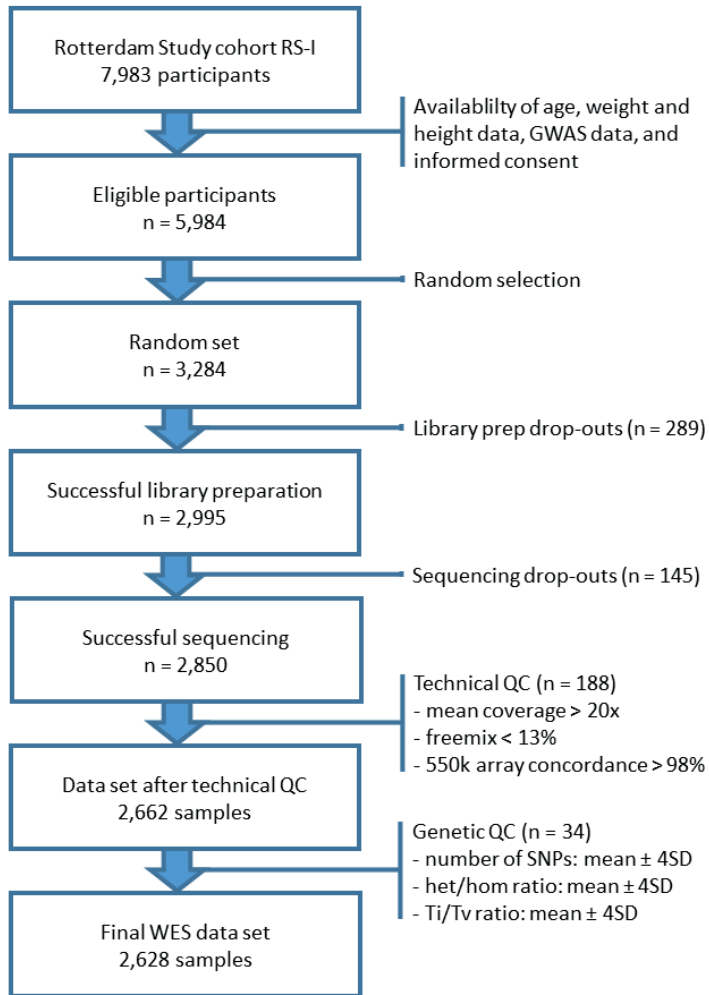 Rotterdam Study cohort RS-I
7,983 participants
Availablilty of age, weight and
height data, GWAS data, and
informed consent
Eligible participants
n = 5,984
Random selection
Random set
n = 3,284
Library prep drop-outs (n = 289)
Successful library preparation
n = 2,995
Sequencing drop-outs (n = 145)
Successful sequencing
n = 2,850
Technical QC (n = 188)
- mean coverage > 20x
- freemix < 13%
- 550k array concordance > 98%
Data set after technical QC
2,662 samples
Genetic QC (n = 34)
- number of SNPs: mean ± 4SD
- het/hom ratio: mean ± 4SD
- Ti/Tv ratio: mean ± 4SD
Final WES data set
2,628 samples